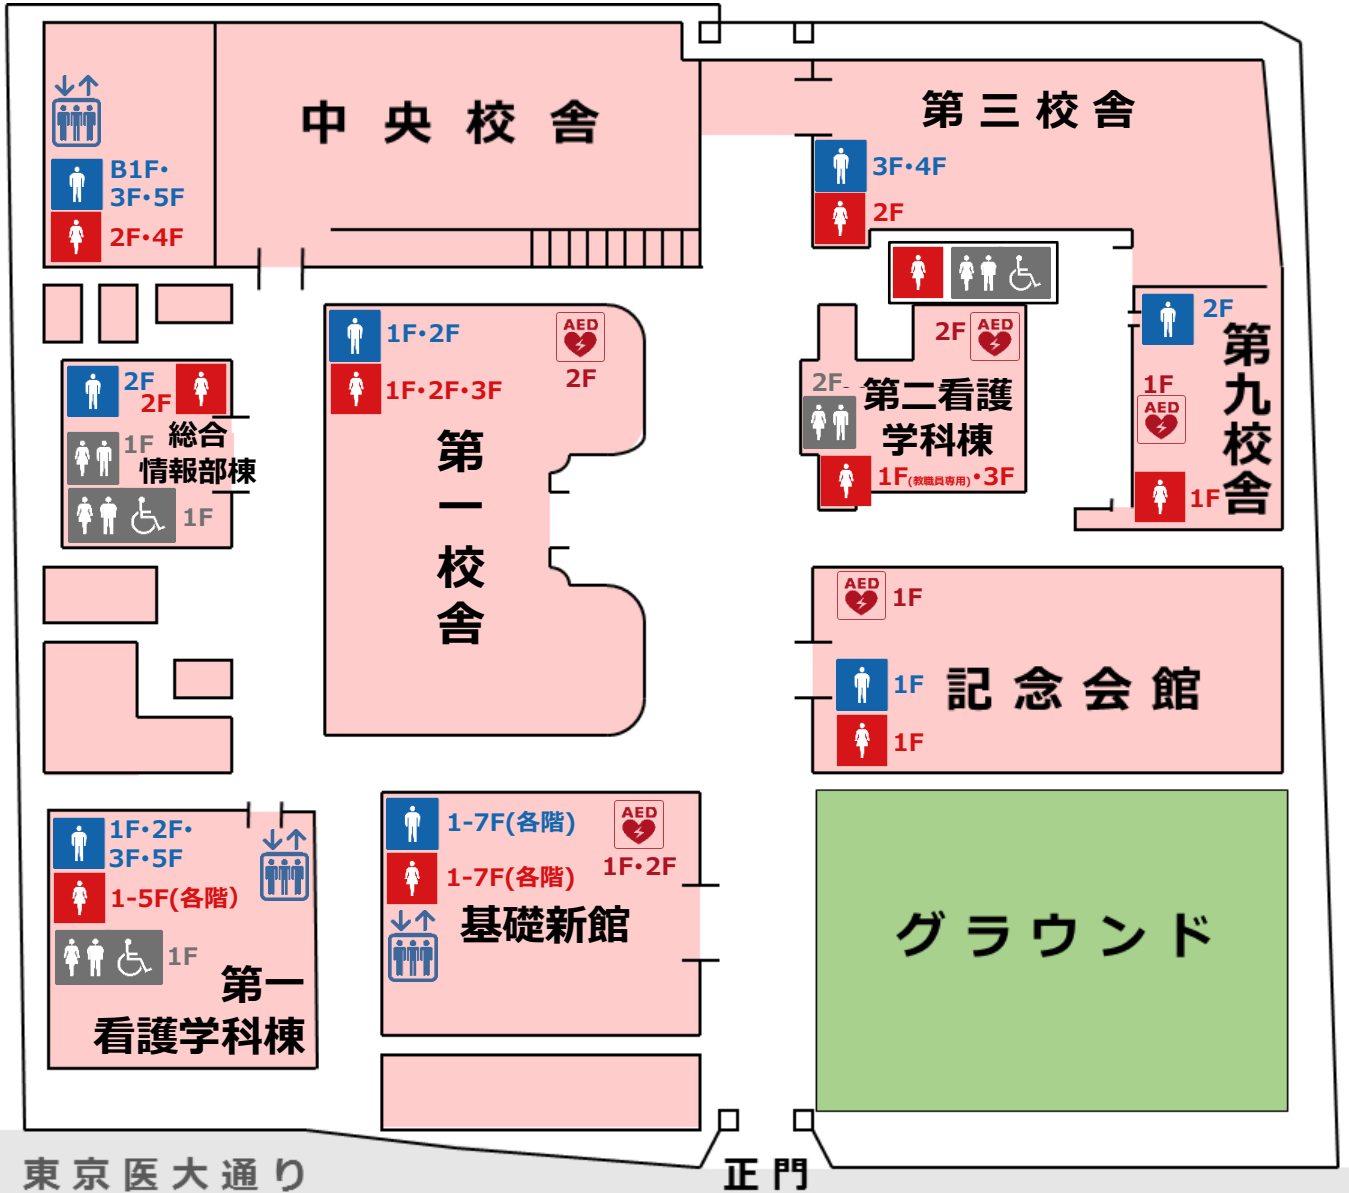 中央校舎
B1F・
3F・5F
2F・4F
第三校舎
3F・4F
2F
1F・2F
1F・2F・3F
AED
2F
第一校舎
2F
2F
1F
総合
情報部棟
1F
2F
AED
2F
第二看護
学科棟
1F(教職員専用)・3F
2F
1F
AED
1F
第九校舎
AED
1F
1F
1F
記念会館
1F・2F・
3F・5F
1-5F(各階)
1F
第一
看護学科棟
1-7F(各階)
1-7F(各階)
AED
1F・2F
基礎新館
グラウンド
東京医大通り
正門